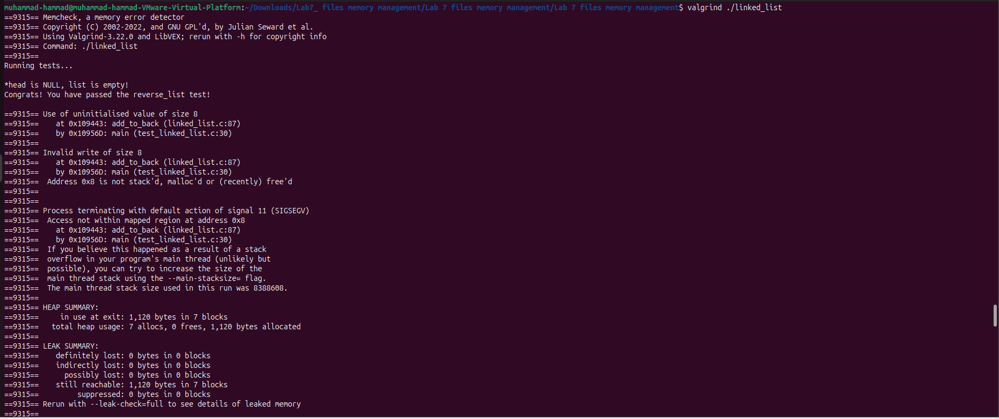 muhammad-hammad@muhammad-hammad-VMware-Virtual-Platform:~/Downloads/Lab7_ files memory management/Lab 7 files memory management/Lab 7 files memory management$ valgrind ./linked_list
==9315== Memcheck, a memory error detector
==9315== Copyright (C) 2002-2022, and GNU GPL'd, by Julian Seward et al.
==9315== Using Valgrind-3.22.0 and LibVEX; rerun with -h for copyright info
==9315== Command: ./linked_list
==9315==
Running tests...
*head is NULL, list is empty!
Congrats! You have passed the reverse_list test!
==9315== Use of uninitialised value of size 8
==9315==    at 0x109443: add_to_back (linked_list.c:87)
==9315==    by 0x10956D: main (test_linked_list.c:30)
==9315==
==9315== Invalid write of size 8
==9315==    at 0x109443: add_to_back (linked_list.c:87)
==9315==    by 0x10956D: main (test_linked_list.c:30)
==9315==  Address 0x8 is not stack'd, malloc'd or (recently) free'd
==9315==
==9315==
==9315== Process terminating with default action of signal 11 (SIGSEGV)
==9315==  Access not within mapped region at address 0x8
==9315==    at 0x109443: add_to_back (linked_list.c:87)
==9315==    by 0x10956D: main (test_linked_list.c:30)
==9315==  If you believe this happened as a result of a stack
==9315==  overflow in your program's main thread (unlikely but
==9315==  possible), you can try to increase the size of the
==9315==  main thread stack using the --main-stacksize= flag.
==9315==  The main thread stack size used in this run was 8388608.
==9315==
==9315== HEAP SUMMARY:
==9315==     in use at exit: 1,120 bytes in 7 blocks
==9315==   total heap usage: 7 allocs, 0 frees, 1,120 bytes allocated
==9315==
==9315== LEAK SUMMARY:
==9315==    definitely lost: 0 bytes in 0 blocks
==9315==    indirectly lost: 0 bytes in 0 blocks
==9315==      possibly lost: 0 bytes in 0 blocks
==9315==    still reachable: 1,120 bytes in 7 blocks
==9315==         suppressed: 0 bytes in 0 blocks
==9315== Rerun with --leak-check=full to see details of leaked memory
==9315==